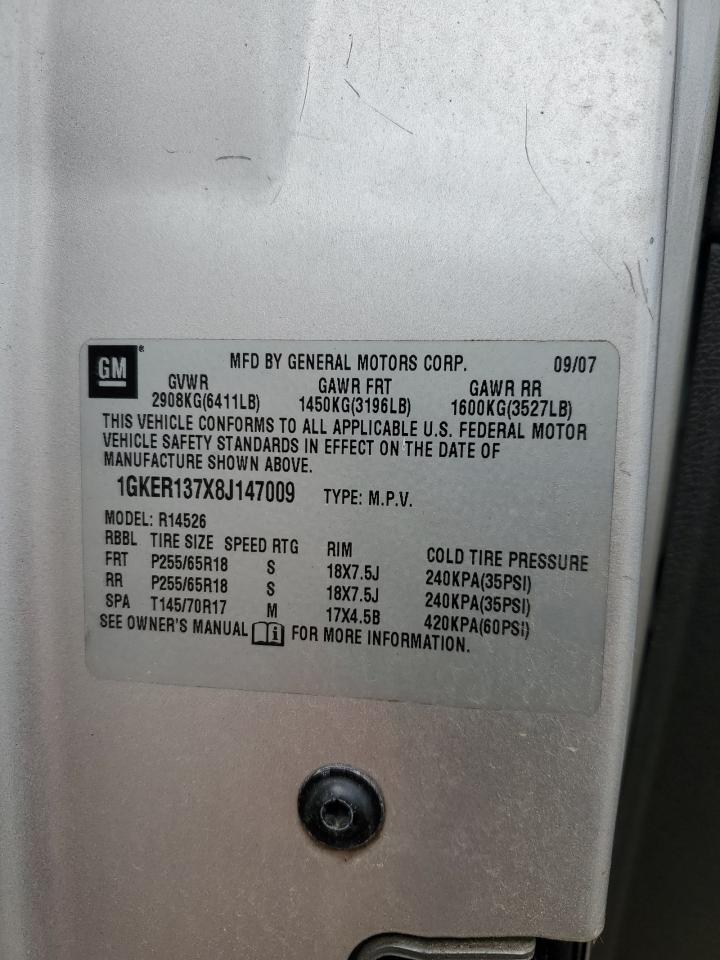 GM® MFD BY GENERAL MOTORS CORP. 09/07
GVWR GAWR FRT GAWR RR
2908KG(6411LB) 1450KG(3196LB) 1600KG(3527LB)
THIS VEHICLE CONFORMS TO ALL APPLICABLE U.S. FEDERAL MOTOR
VEHICLE SAFETY STANDARDS IN EFFECT ON THE DATE OF
MANUFACTURE SHOWN ABOVE.
1GKER137X8J147009 TYPE: M.P.V.
MODEL: R14526
RBBL TIRE SIZE SPEED RTG RIM COLD TIRE PRESSURE
FRT P255/65R18 S 18X7.5J 240KPA(35PSI)
RR P255/65R18 S 18X7.5J 240KPA(35PSI)
SPA T145/70R17 M 17X4.5B 420KPA(60PSI)
SEE OWNER'S MANUAL i FOR MORE INFORMATION.